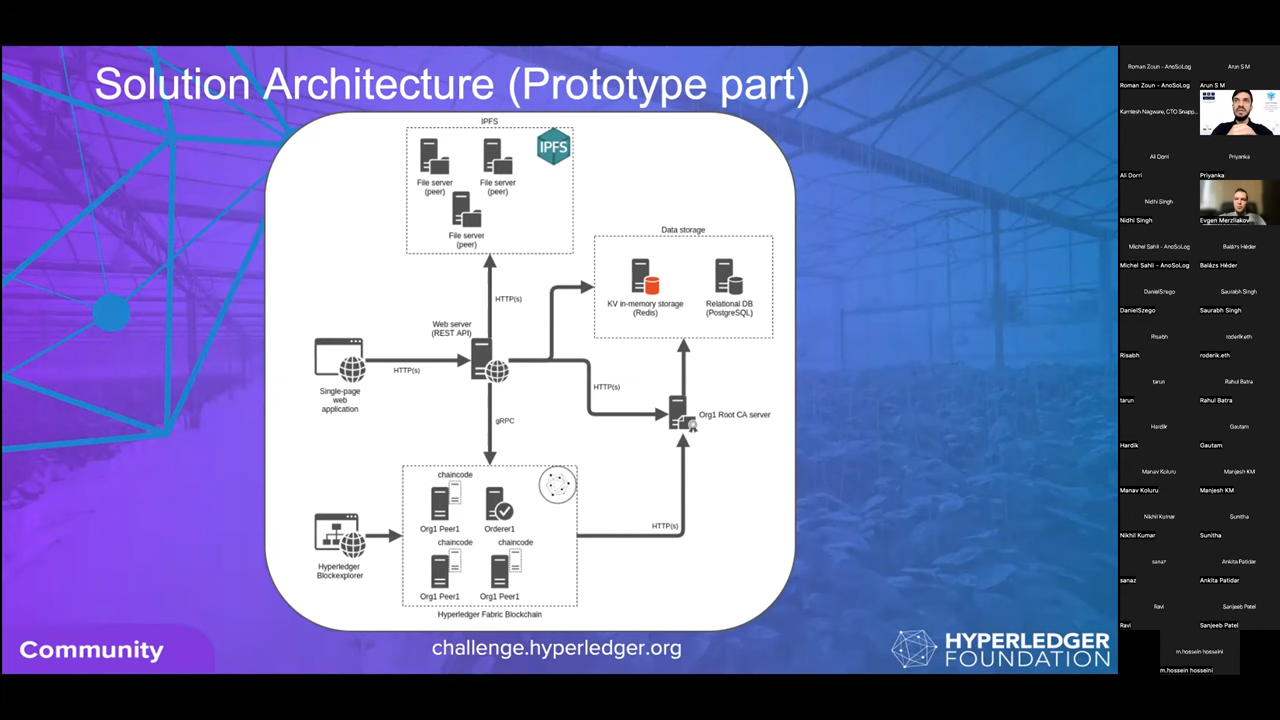 Solution Architecture (Prototype part)
IPFS
IPFS
File server
(peer)
File server
(peer)
File server
(peer)
Data storage
KV in-memory storage
(Redis)
Relational DB
(PostgreSQL)
HTTP(s)
Web server
(REST API)
HTTP(s)
Single-page
web
application
HTTP(s)
Org1 Root CA server
gRPC
chaincode
Org1 Peer1
Orderer1
chaincode
chaincode
Org1 Peer1
Org1 Peer1
HTTP(s)
Hyperledger
Blockexplorer
Hyperledger Fabric Blockchain
Community
challenge.hyperledger.org
HYPERLEDGER
FOUNDATION
Roman Zoun - AnoSoLog
Arun S M
Roman Zoun - AnoSoLog
Arun S M
Kamlesh Nagware, CTO Snapp...
Ali Dorri
Priyanka
Ali Dorri
Priyanka
Nidhi Singh
Nidhi Singh
Evgen Merzliakov
Michel Sahli - AnoSoLog
Balázs Héder
Michel Sahli - AnoSoLog
Balázs Héder
DanielSzego
Saurabh Singh
DanielSzego
Saurabh Singh
Risabh
roderik.eth
Risabh
roderik.eth
tarun
Rahul Batra
tarun
Rahul Batra
Hardik
Gautam
Hardik
Gautam
Manav Koluru
Manjesh KM
Manav Koluru
Manjesh KM
Nikhil Kumar
Sunitha
Nikhil Kumar
Sunitha
sanaz
Ankita Patidar
sanaz
Ankita Patidar
Ravi
Sanjeeb Patel
Ravi
Sanjeeb Patel
m.hossein hosseini
m.hossein hosseini